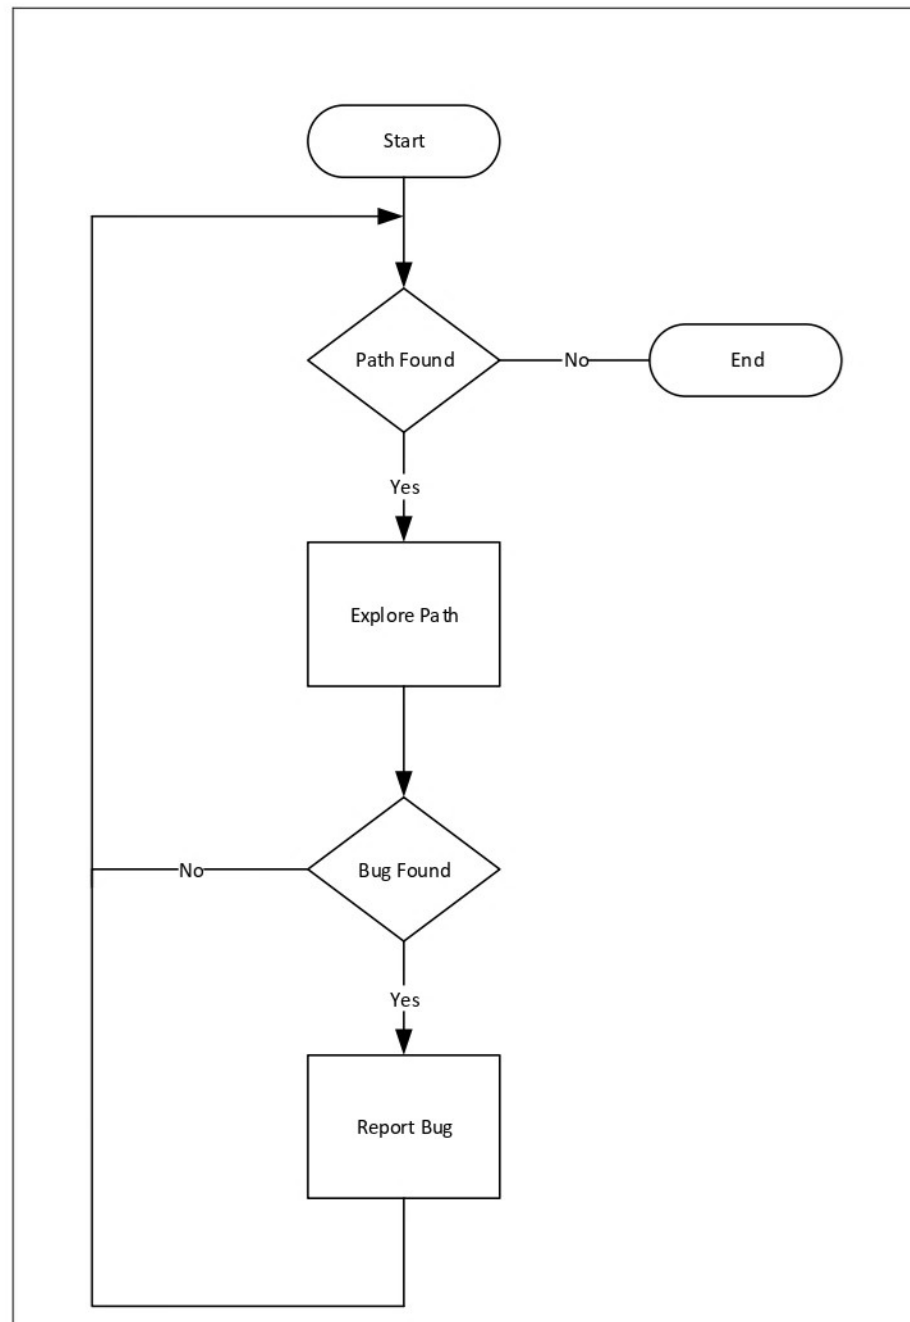 Start
Path Found
No
End
Yes
Explore Path
No
Bug Found
Yes
Report Bug